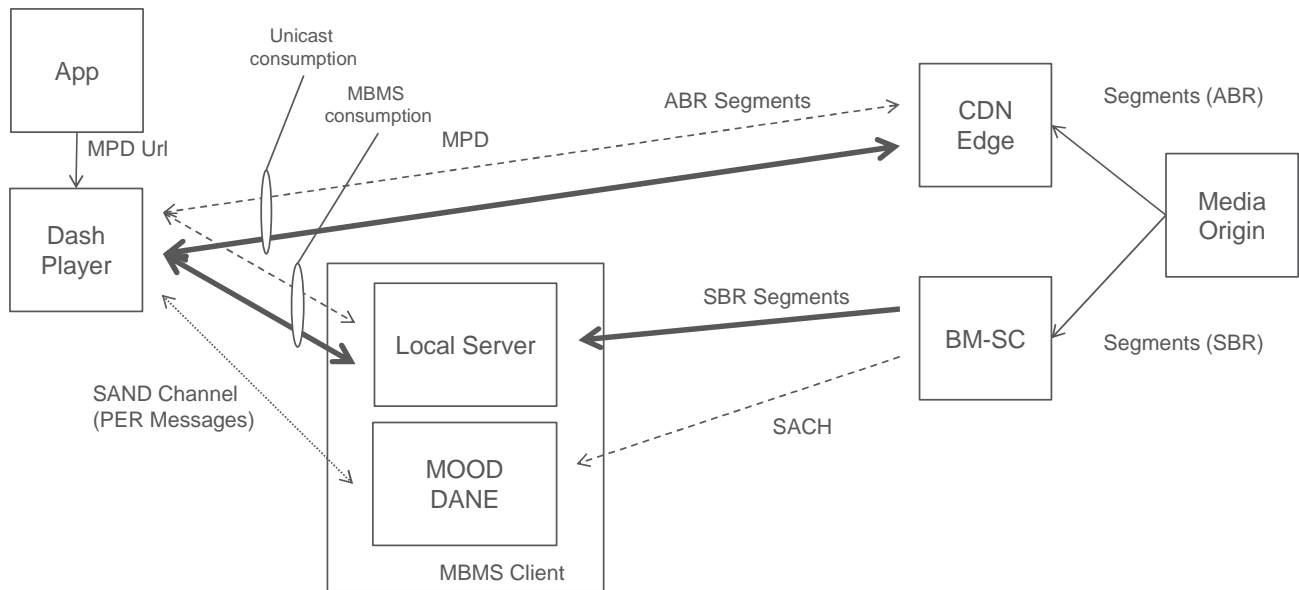 Unicast
consumption
App
MBMS
consumption
ABR Segments
Segments (ABR)
CDN
Edge
MPD
MPD Url
Dash
Player
Media
Origin
SBR Segments
Local Server
BM-SC
Segments (SBR)
SAND Channel
(PER Messages)
SACH
MOOD
DANE
MBMS Client